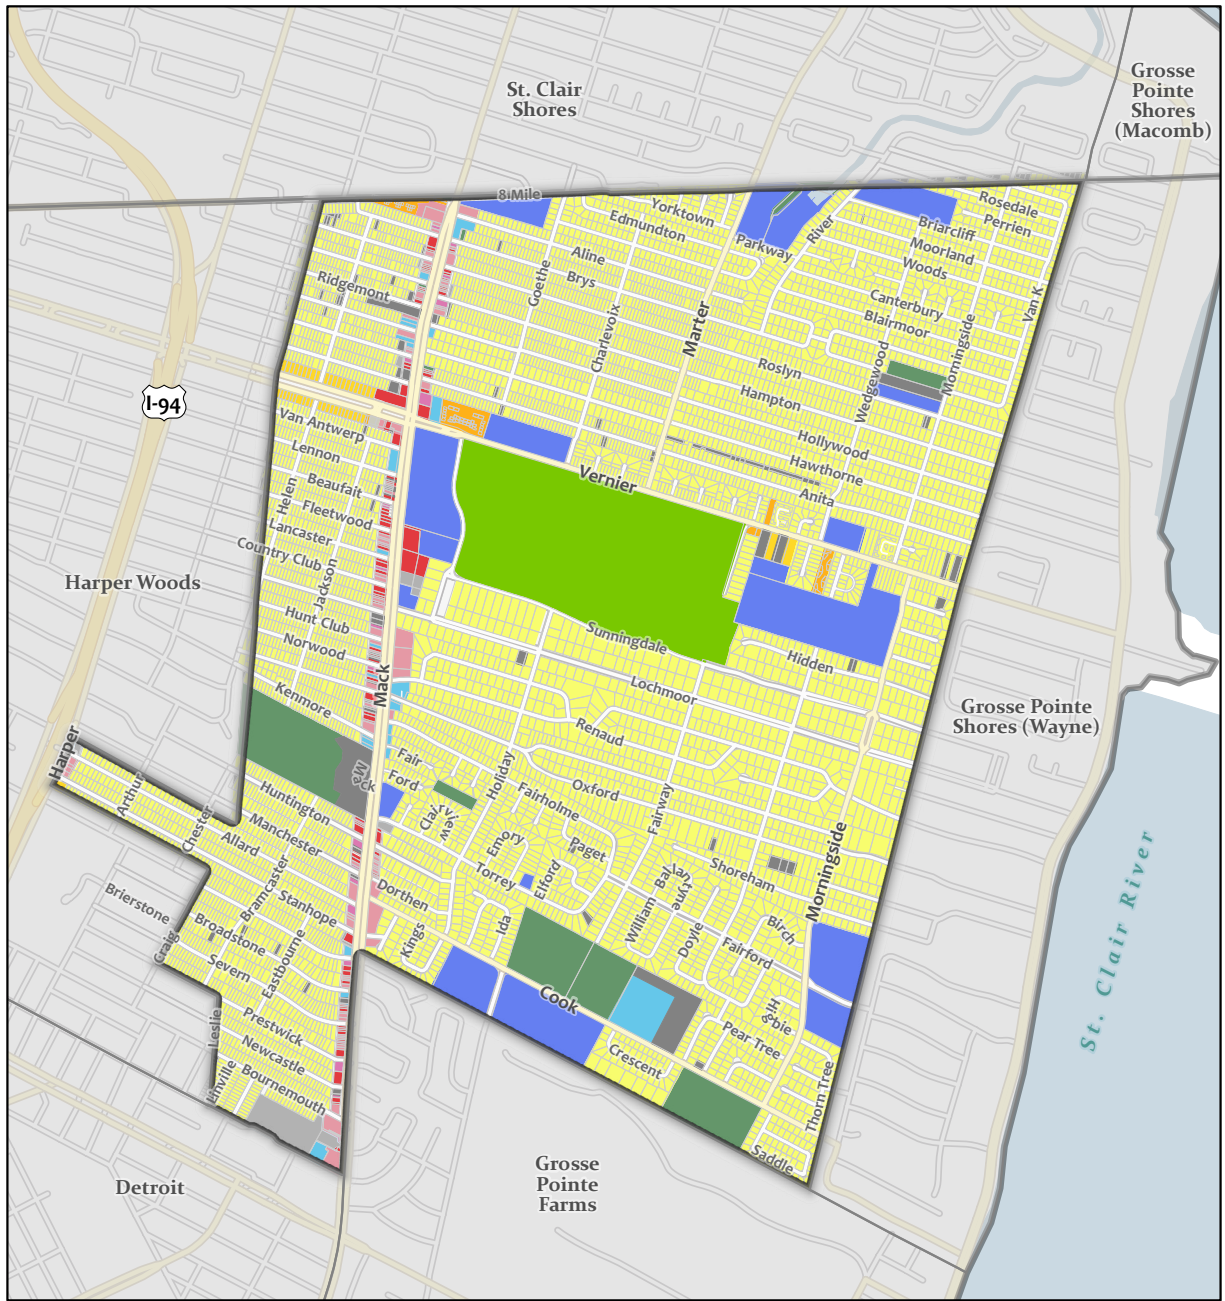 Grosse
Pointe
Shores
(Macomb)
St. Clair
Shores
8 Mile
Yorktown
Rosedale
Edmundton
Perrien
Briarcliff
Parkway
River
Moorland
Aline
Woods
Brys
Goethe
Ridgemont
Canterbury
Van K
Blairmoor
Marter
Charlevoix
Morningside
Roslyn
Wedgewood
I-94
Hampton
Van Antwerp
Hollywood
Lennon
Hawthorne
Vernier
Beaufait
Anita
Helen
Fleetwood
Lancaster
Country Club
Jackson
Harper Woods
Hunt Club
Sunningdale
Norwood
Hidden
Mack
Lochmoor
Kenmore
Grosse Pointe
Shores (Wayne)
Renaud
Harper
Fair
Holiday
Mack
Ford
Oxford
Arthur
Huntington
Clairview
Fairholme
Fairway
Chester
Manchester
Allard
Emory
Paget
Morningside
St. Clair River
Torrey
Elford
Shoreham
Bal
Van
tyne
Brierstone
Bramcaster
Stanhope
Dorthen
William
Ida
Birch
Broadstone
Kings
Doyle
Craig
Eastbourne
Fairford
Severn
Cook
Higbie
Leslie
Prestwick
Pear Tree
Newcastle
Crescent
Linville
Bournemouth
Thorn Tree
Saddle
Grosse
Pointe
Farms
Detroit